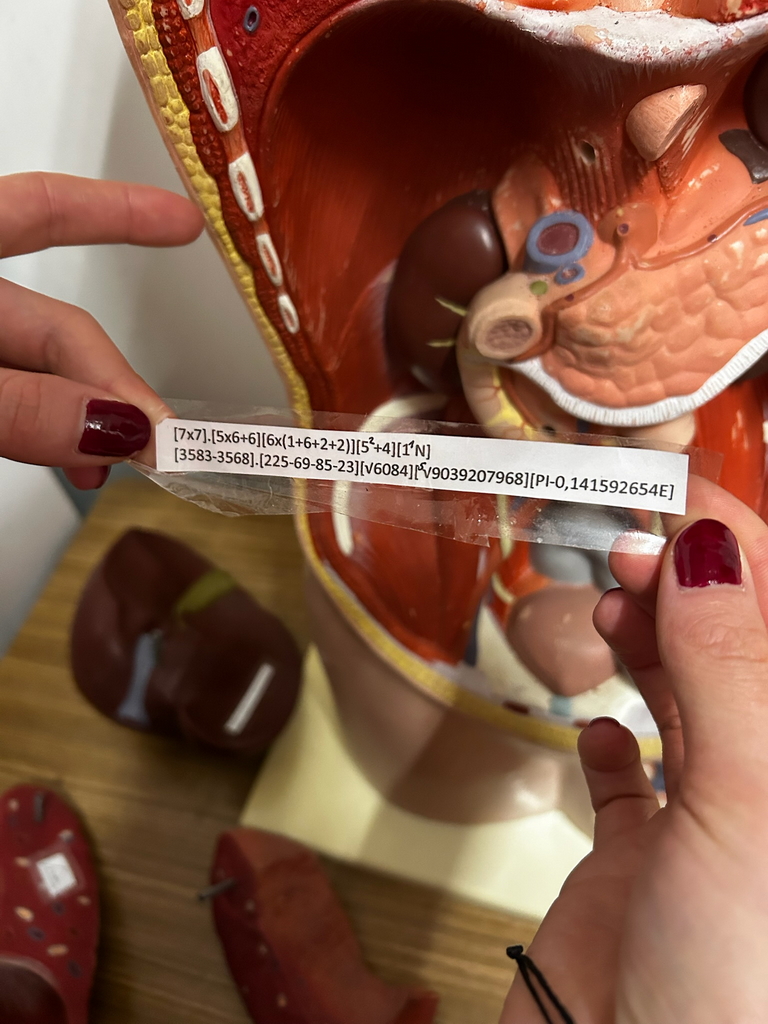 [7x7].[5x6+6][6x(1+6+2+2)][5²+4][1⁴N]
[3583-3568].[225-69-85-23][√6084][⁵√9039207968][PI-0,141592654E]